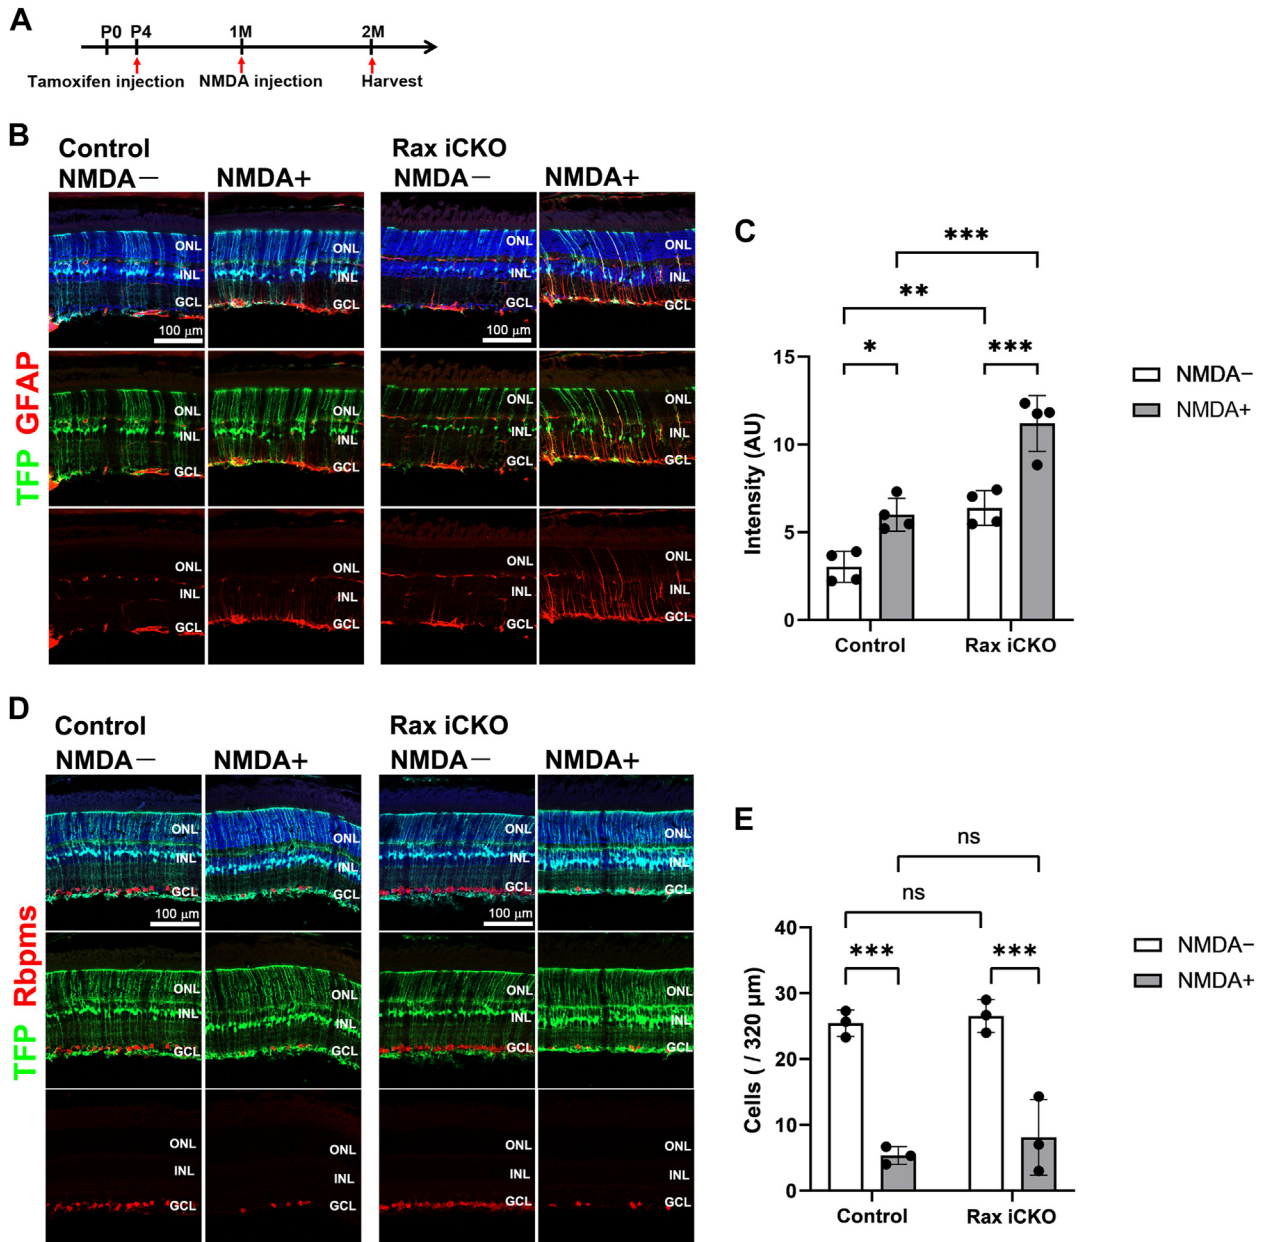 A
P0 P4 1M 2M
Tamoxifen injection NMDA injection Harvest
B
Control Rax iCKO
NMDA− NMDA+ NMDA− NMDA+
ONL ONL ONL ONL
INL INL INL INL
GCL GCL GCL GCL
100 μm 100 μm
TFP GFAP
ONL ONL ONL ONL
INL INL INL INL
GCL GCL GCL GCL
ONL ONL ONL ONL
INL INL INL INL
GCL GCL GCL GCL
C
***
**
* ***
15
10
5
0
Intensity (AU)
Control Rax iCKO
NMDA−
NMDA+
D
Control Rax iCKO
NMDA− NMDA+ NMDA− NMDA+
ONL ONL ONL ONL
INL INL INL INL
GCL GCL GCL GCL
100 μm 100 μm
TFP Rbpms
ONL ONL ONL ONL
INL INL INL INL
GCL GCL GCL GCL
ONL ONL ONL ONL
INL INL INL INL
GCL GCL GCL GCL
E
ns
ns
*** ***
40
30
20
10
0
Cells ( / 320 μm)
Control Rax iCKO
NMDA−
NMDA+